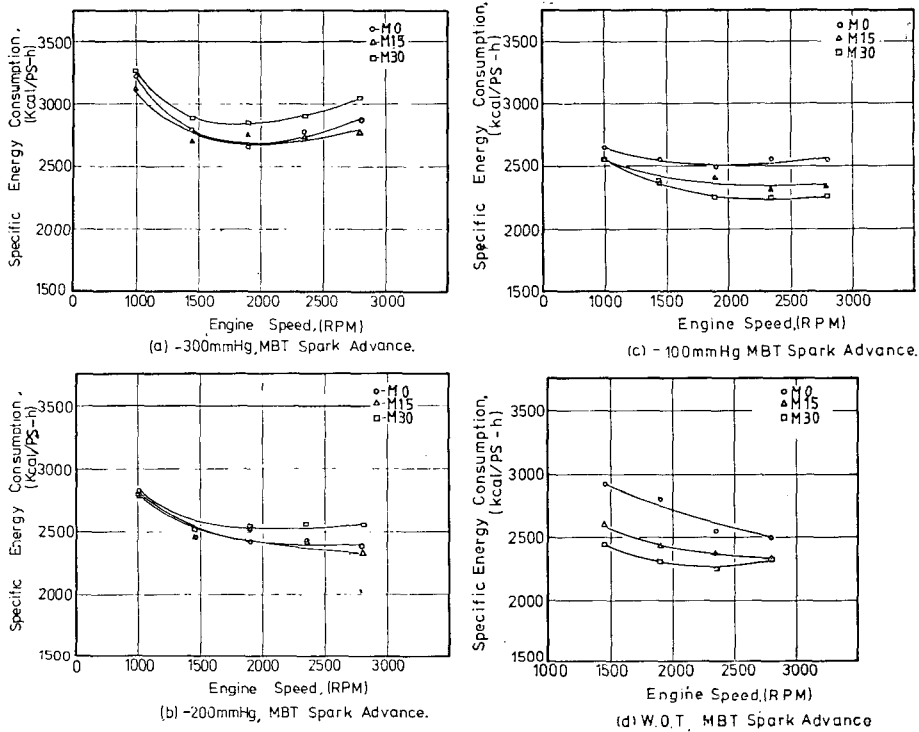 Specific Energy Consumption,
(Kcal/PS-h)
3500
3000
2500
2000
1500
0 1000 1500 2000 2500 3000
Engine Speed,(RPM)
M0
M15
M30
(a) -300mmHg,MBT Spark Advance.
Specific Energy Consumption,
(kcal/PS-h)
3500
3000
2500
2000
1500
0 1000 1500 2000 2500 3000
Engine Speed,(RPM)
M0
M15
M30
(c) -100mmHg MBT Spark Advance.
Specific Energy Consumption,
(Kcal/PS-h)
3500
3000
2500
2000
1500
0 1000 1500 2000 2500 3000
Engine Speed,(RPM)
M0
M15
M30
(b) -200mmHg, MBT Spark Advance.
Specific Energy Consumption,
(kcal/PS-h)
3500
3000
2500
2000
1500
0 1000 1500 2000 2500 3000
Engine Speed,(RPM)
M0
M15
M30
(d) W.O.T, MBT Spark Advance